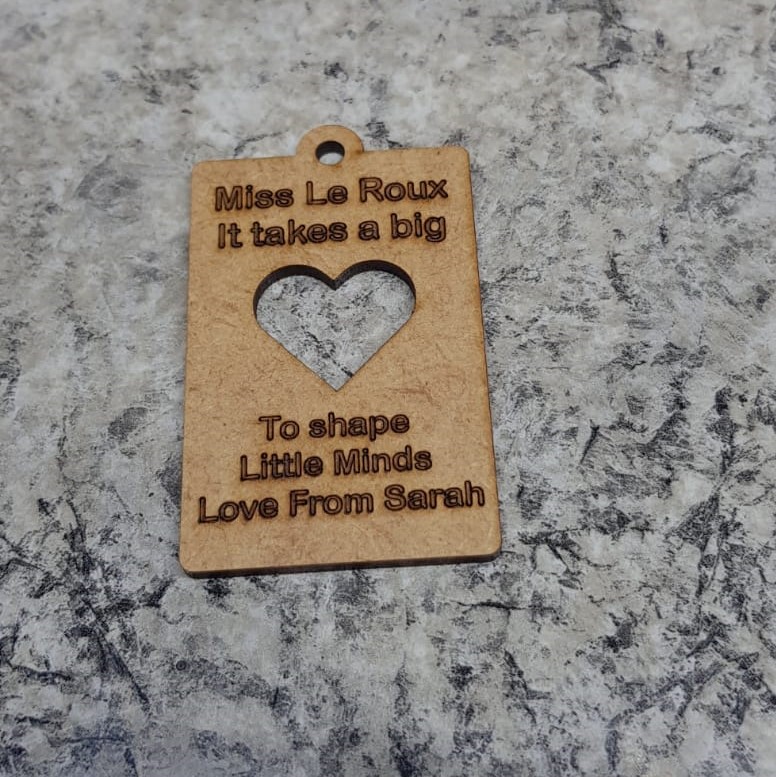 Miss Le Roux
It takes a big
To shape
Little Minds
Love From Sarah